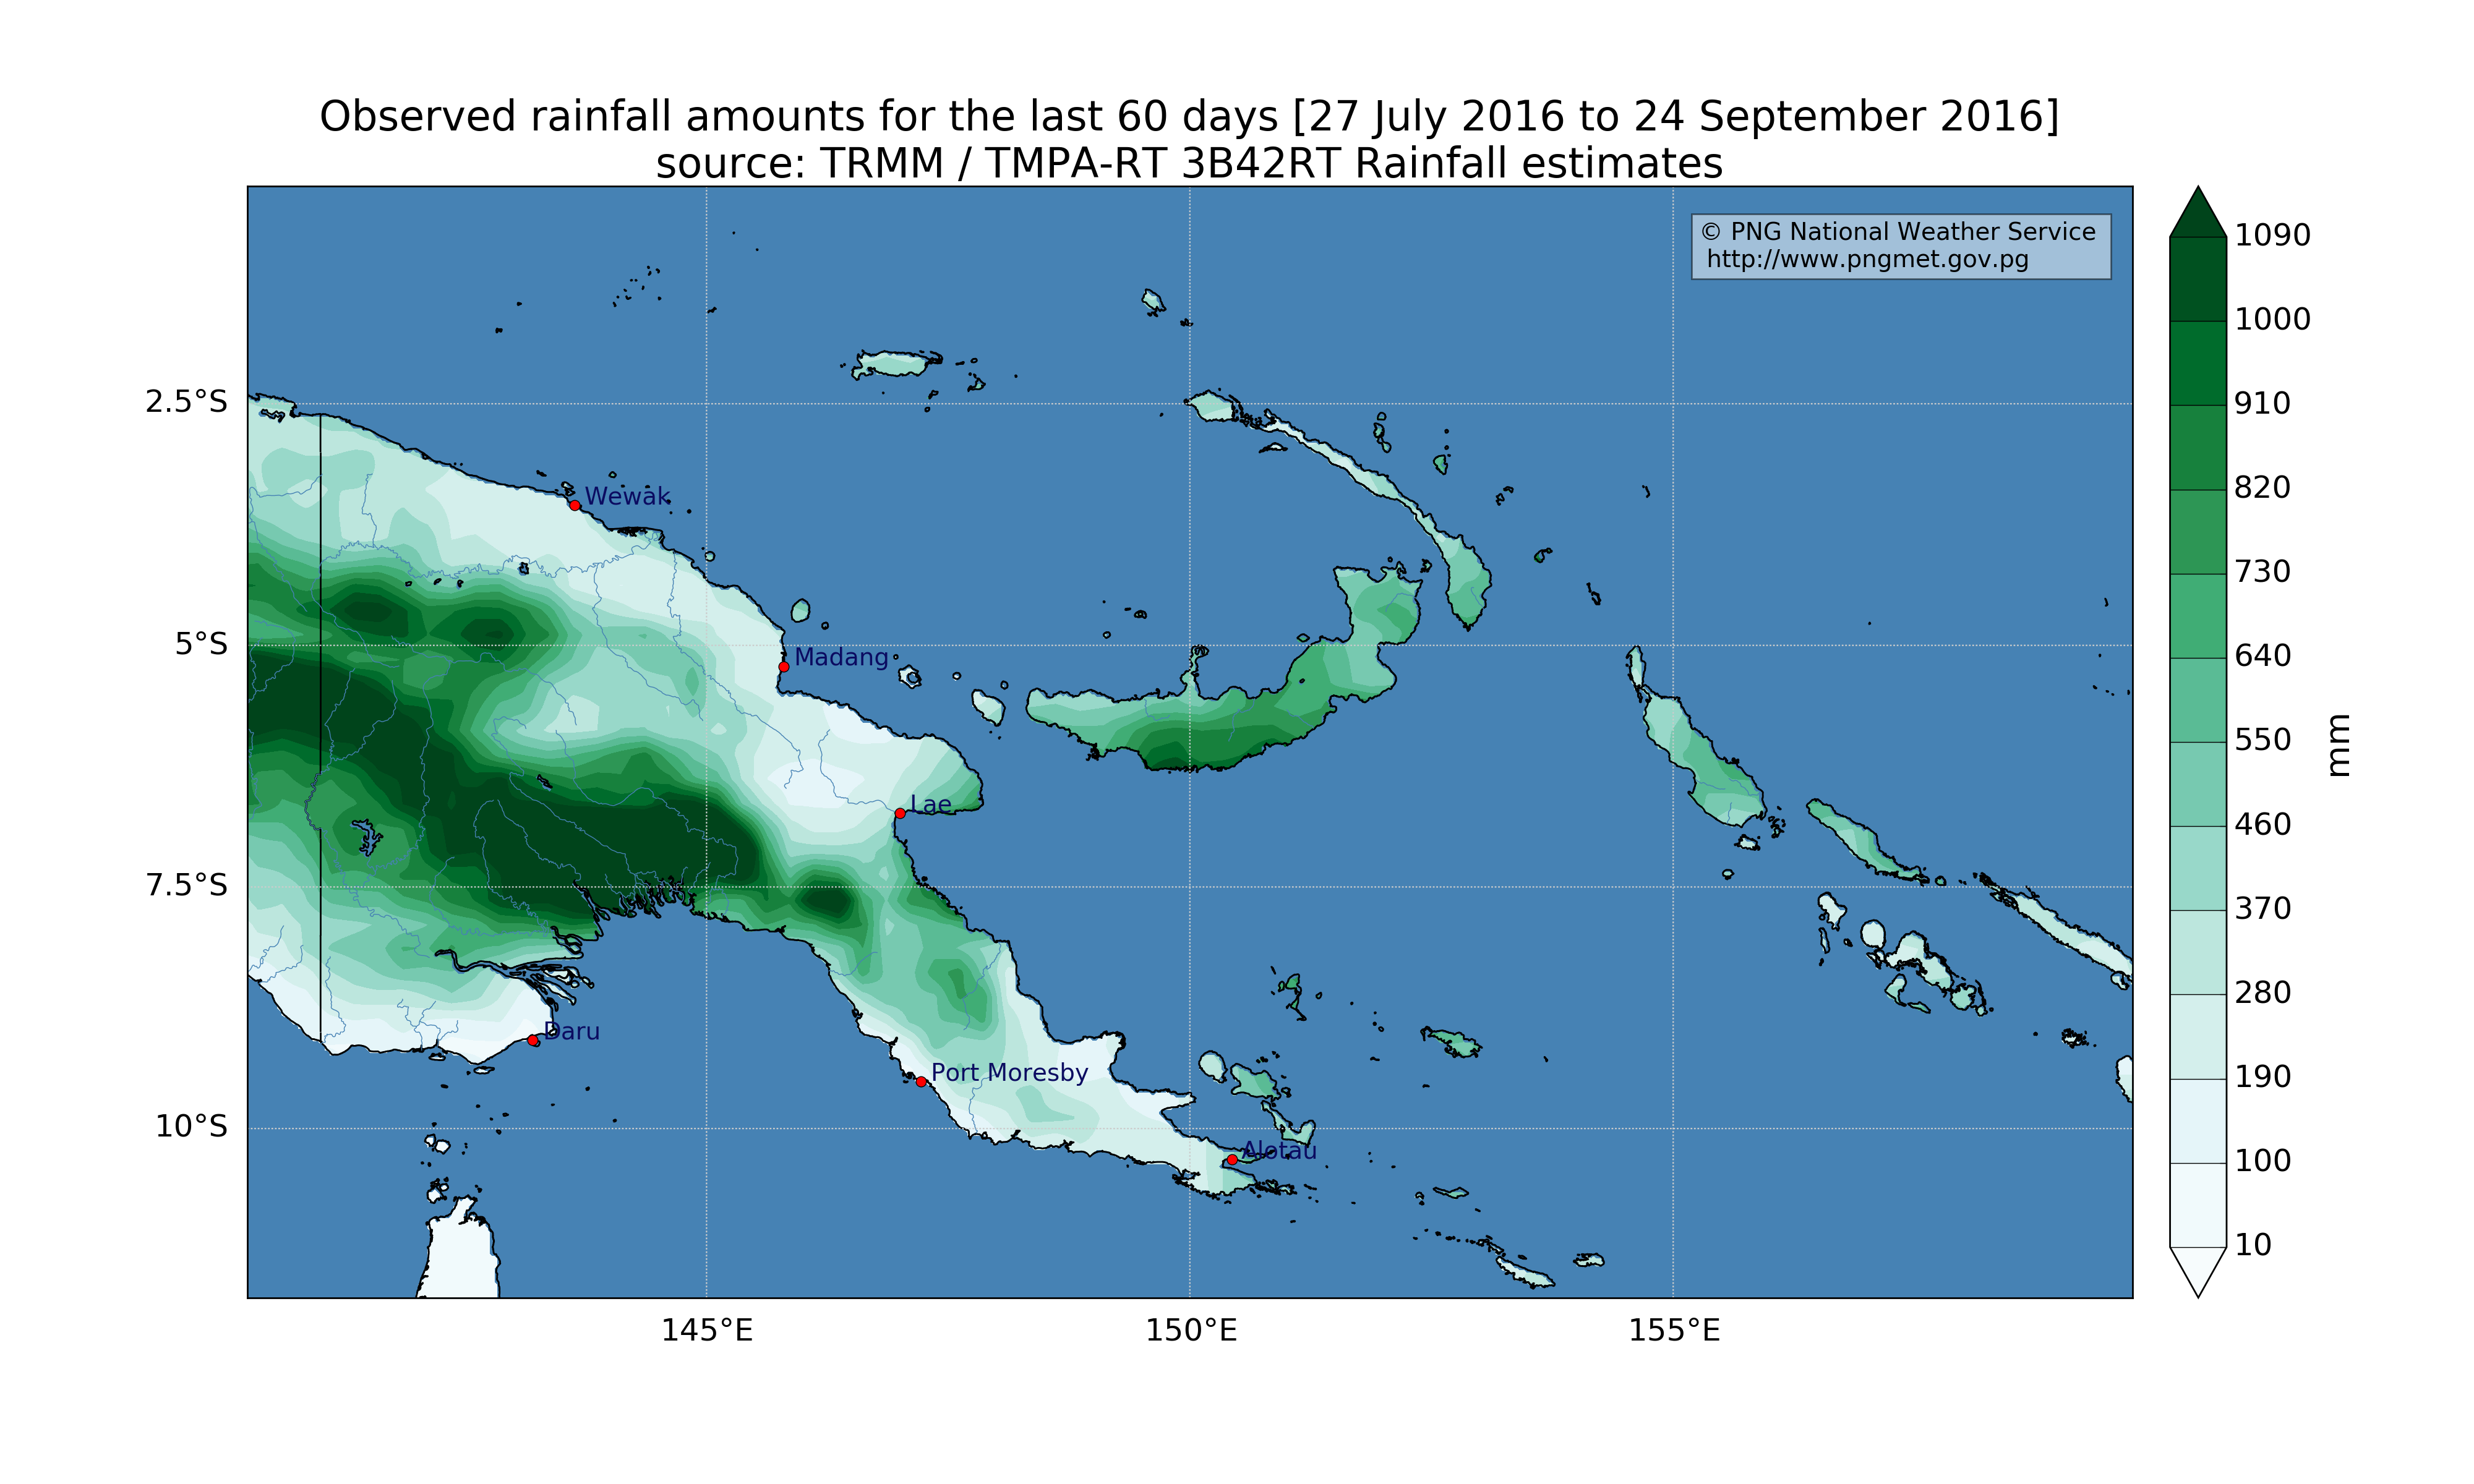 Observed rainfall amounts for the last 60 days [27 July 2016 to 24 September 2016]
source: TRMM / TMPA-RT 3B42RT Rainfall estimates
© PNG National Weather Service
http://www.pngmet.gov.pg
1090
1000
910
820
730
640
550
460
370
280
190
100
10
mm
2.5°S
5°S
7.5°S
10°S
Wewak
Madang
Lae
Daru
Port Moresby
Alotau
145°E
150°E
155°E